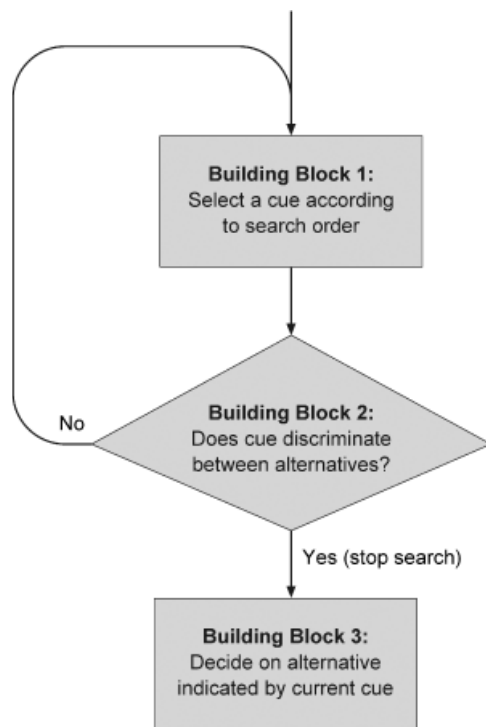 Building Block 1:
Select a cue according
to search order
No
Building Block 2:
Does cue discriminate
between alternatives?
Yes (stop search)
Building Block 3:
Decide on alternative
indicated by current cue